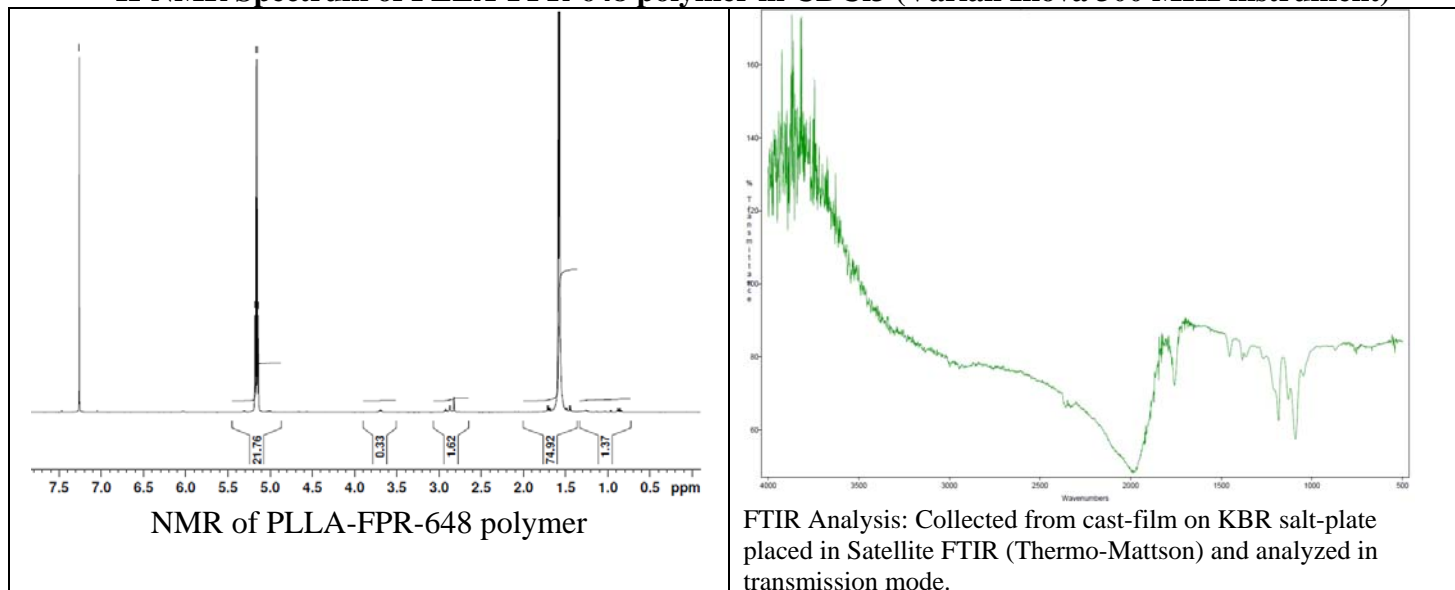 21.76
0.33
1.62
74.92
1.37
7.5 7.0 6.5 6.0 5.5 5.0 4.5 4.0 3.5 3.0 2.5 2.0 1.5 1.0 0.5 ppm
NMR of PLLA-FPR-648 polymer
160
140
120
100
80
60
% Transmittance
4000 3500 3000 2500 2000 1500 1000 500
Wavenumbers
FTIR Analysis: Collected from cast-film on KBR salt-plate
placed in Satellite FTIR (Thermo-Mattson) and analyzed in
transmission mode.